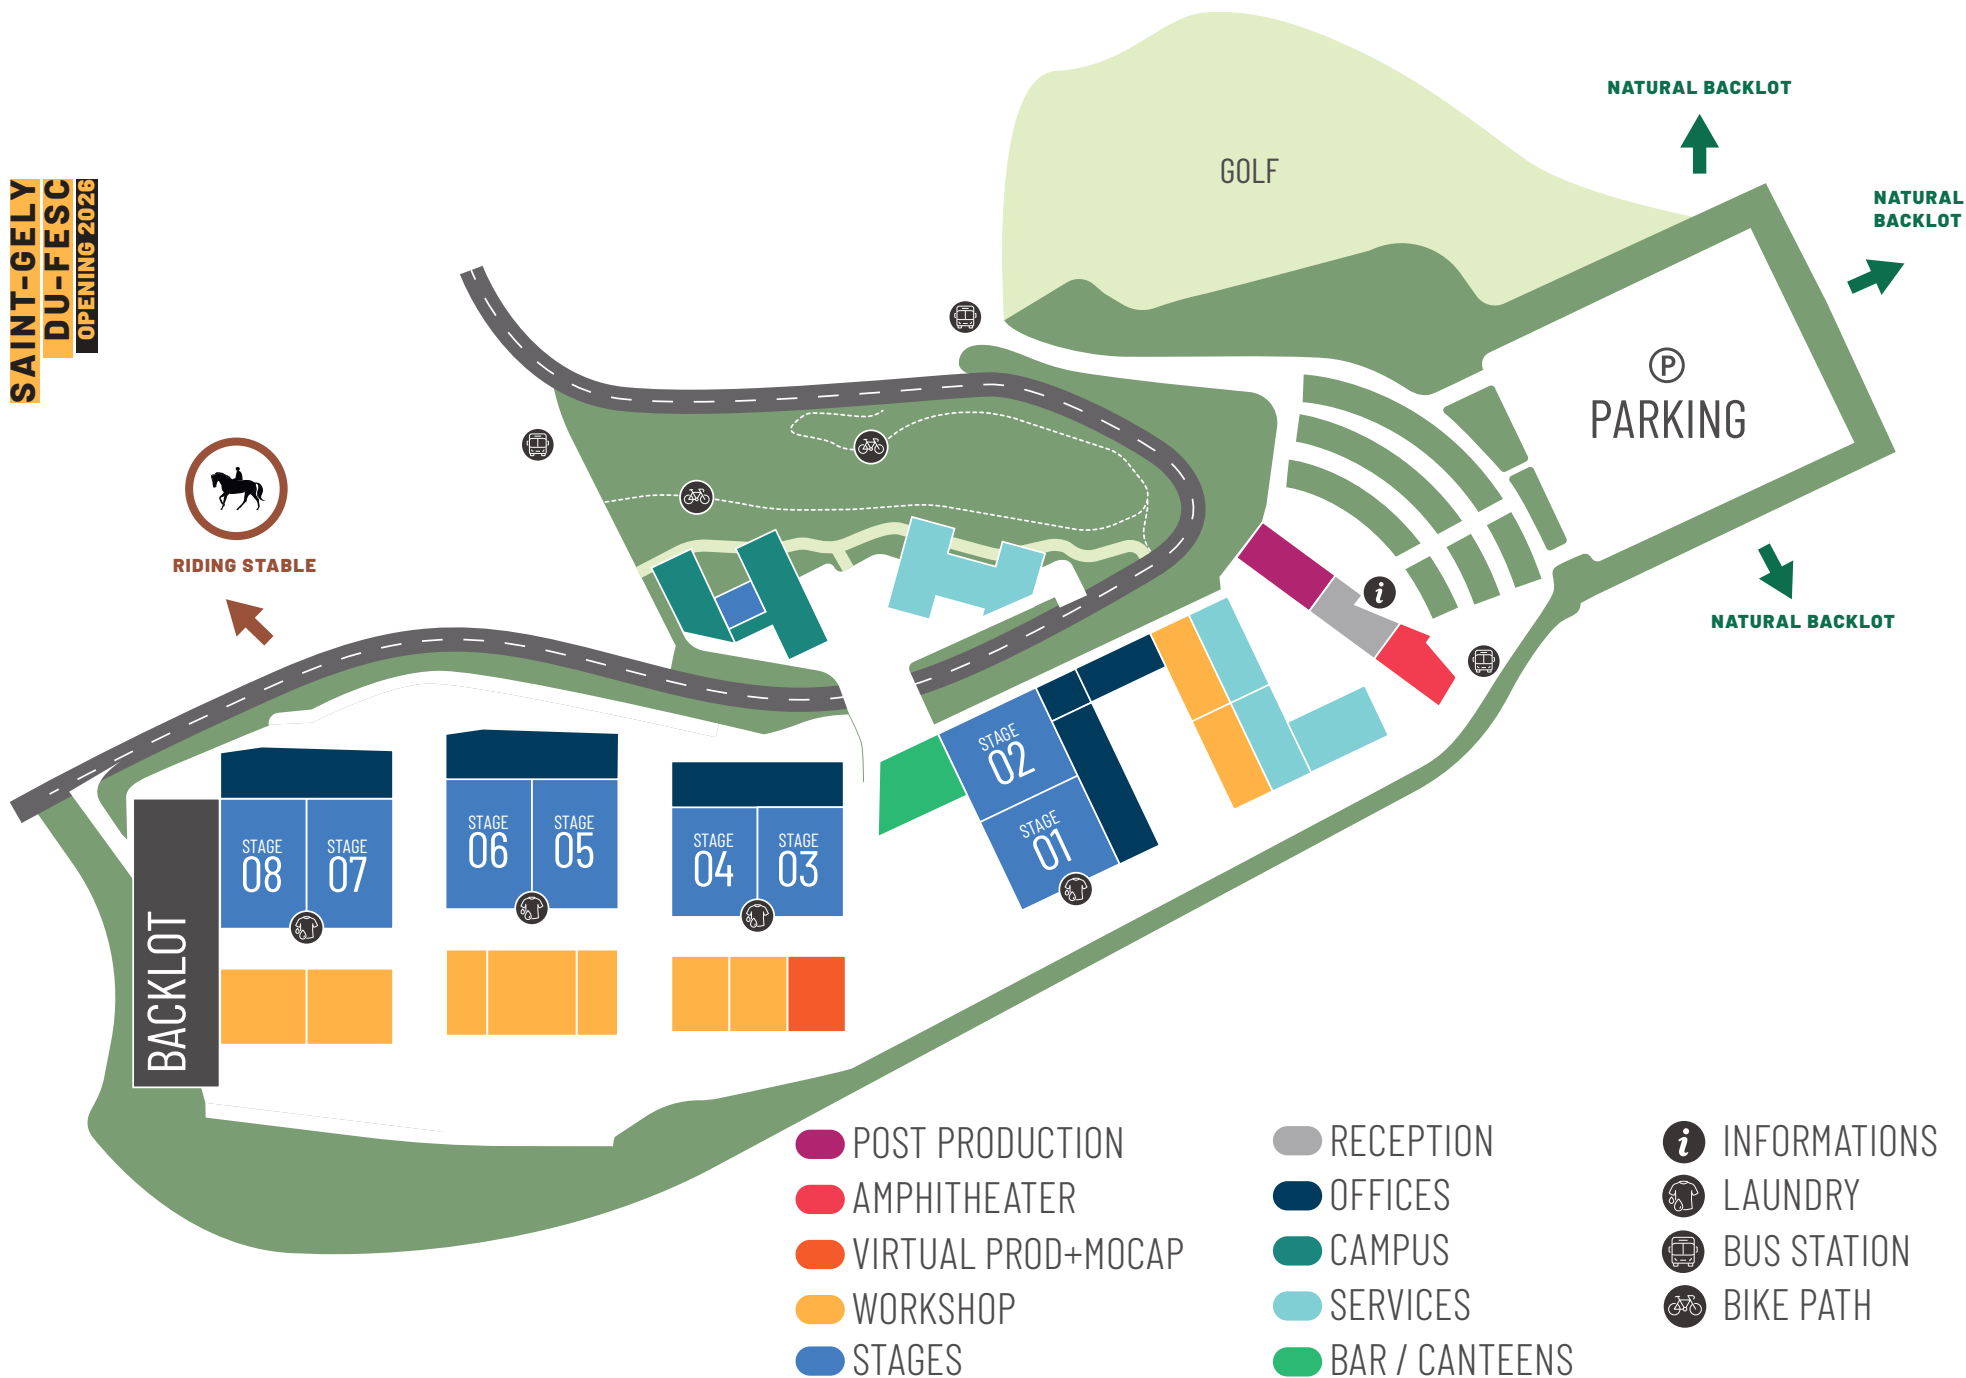 SAINT-GELY
DU-FESC
OPENING 2026
GOLF
NATURAL BACKLOT
NATURAL
BACKLOT
P
PARKING
NATURAL BACKLOT
RIDING STABLE
i
STAGE
02
STAGE
01
STAGE
08
STAGE
07
STAGE
06
STAGE
05
STAGE
04
STAGE
03
BACKLOT
POST PRODUCTION
AMPHITHEATER
VIRTUAL PROD+MOCAP
WORKSHOP
STAGES
RECEPTION
OFFICES
CAMPUS
SERVICES
BAR / CANTEENS
i
INFORMATIONS
LAUNDRY
BUS STATION
BIKE PATH